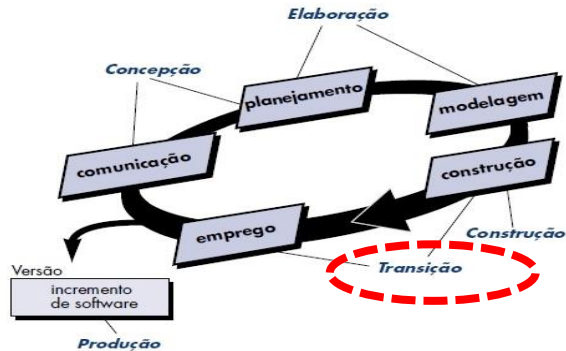 Elaboração
Concepção
planejamento
modelagem
comunicação
construção
emprego
Construção
Transição
Versão
incremento
de software
Produção